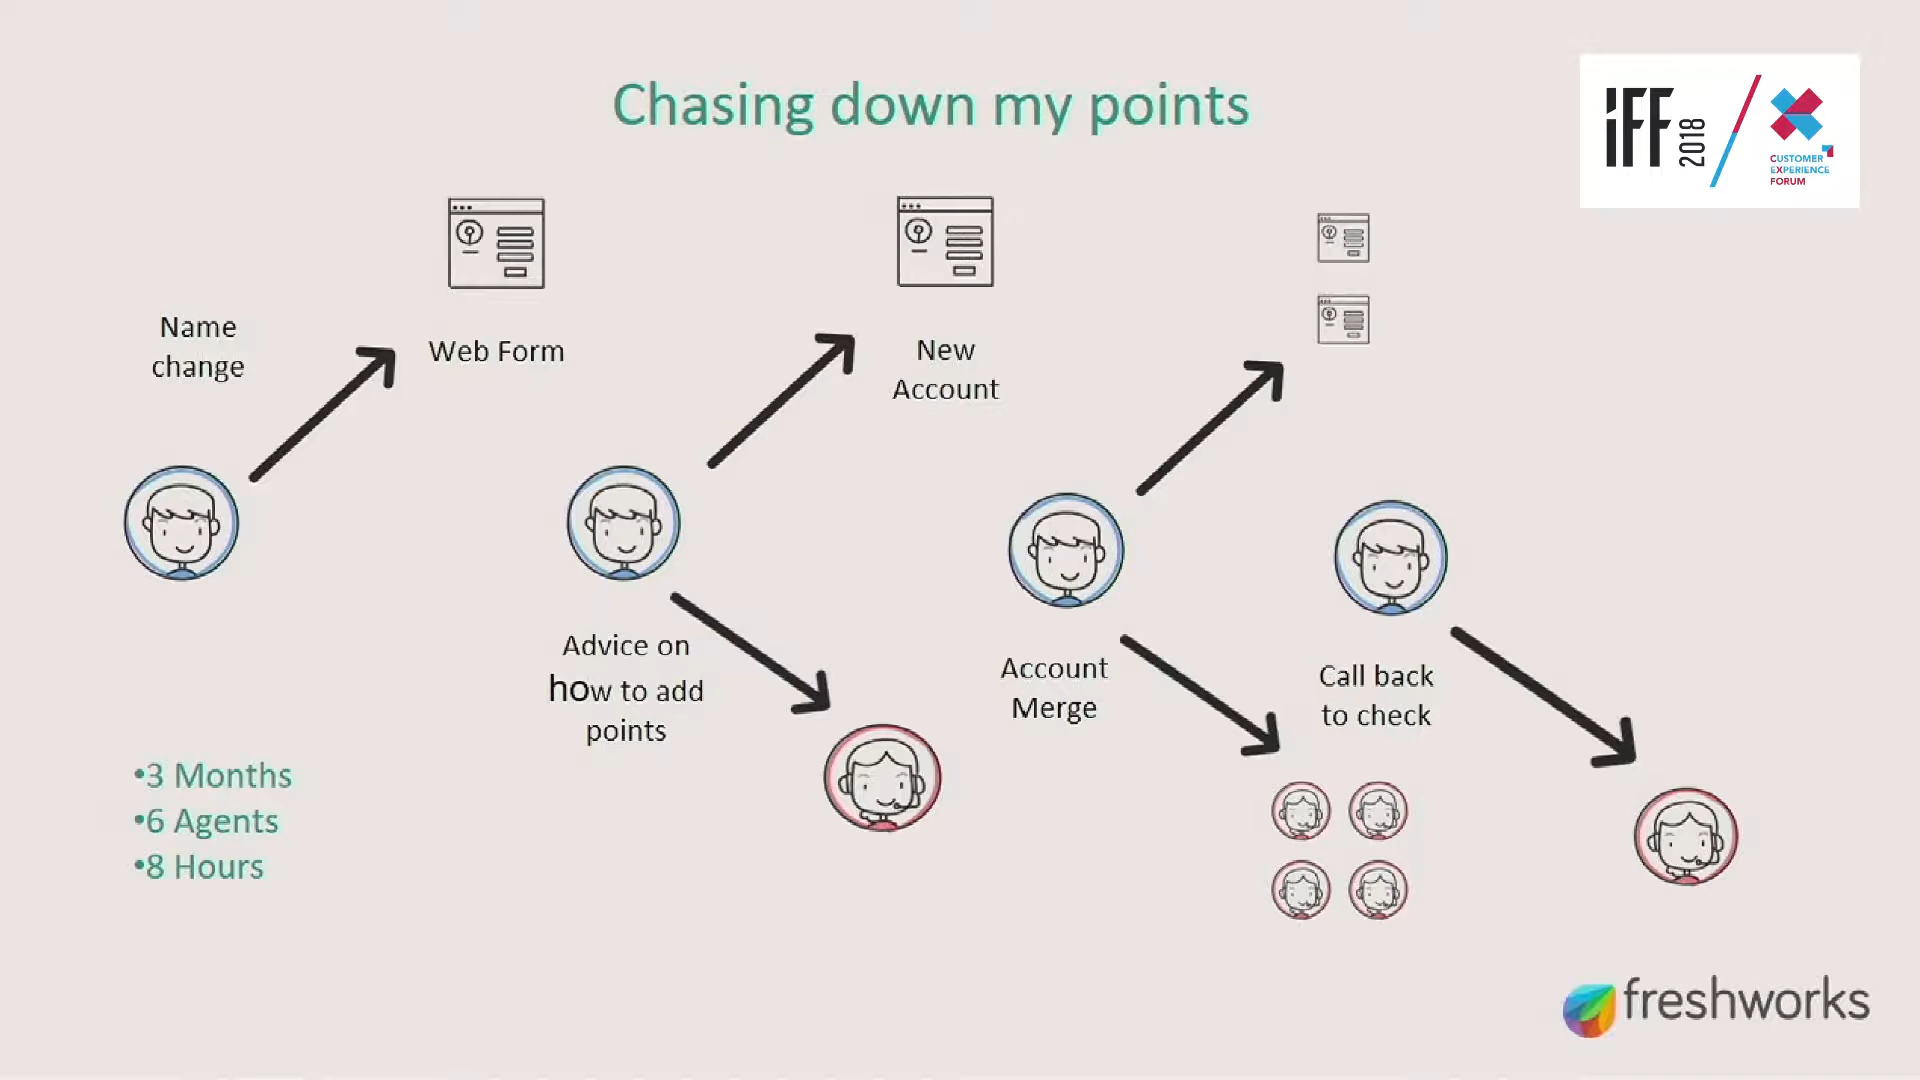 Chasing down my points
iFF 2018
CUSTOMER
EXPERIENCE
FORUM
Name
change
Web Form
New
Account
Advice on
how to add
points
Account
Merge
Call back
to check
•3 Months
•6 Agents
•8 Hours
freshworks